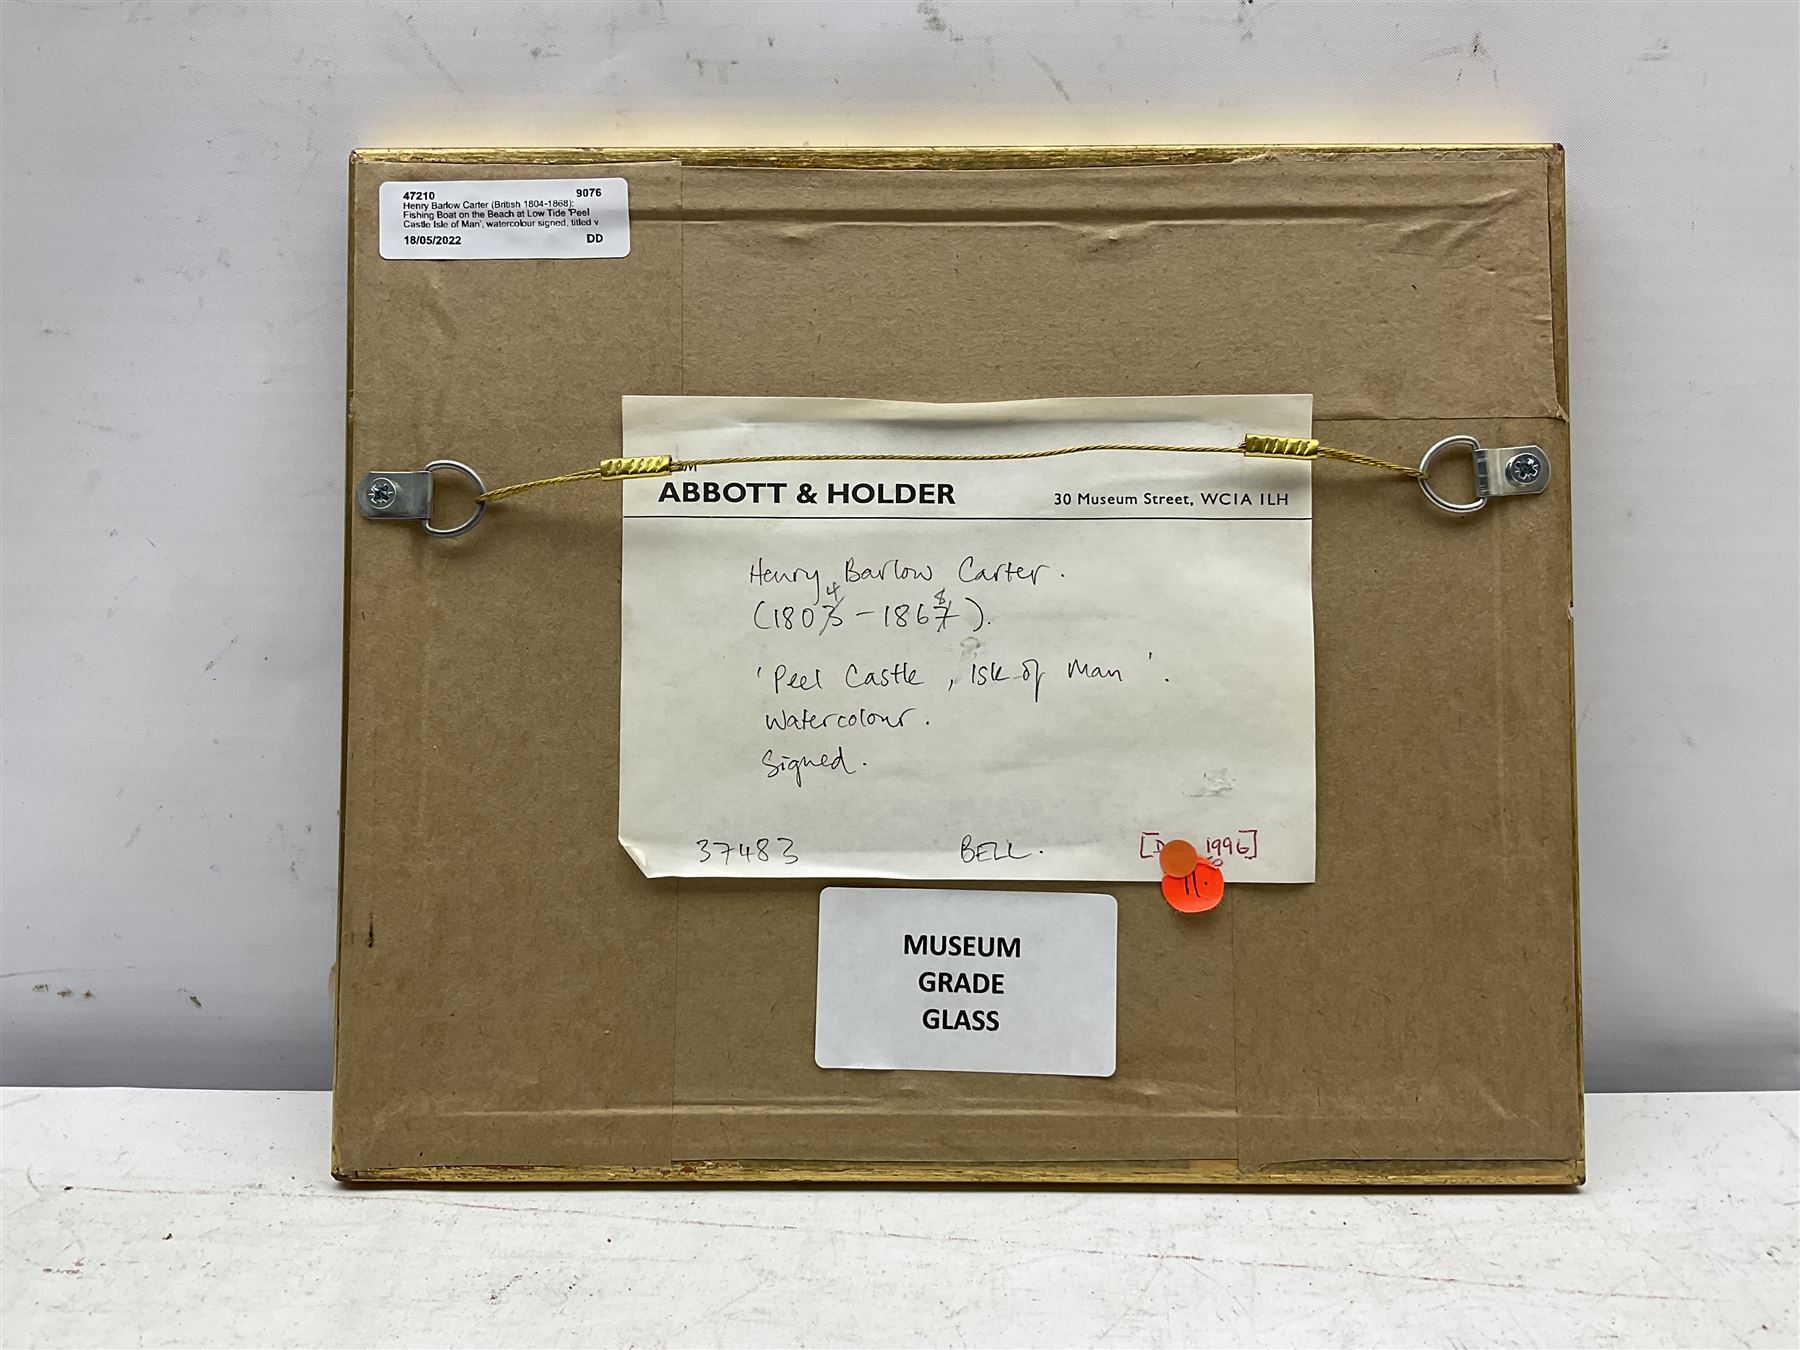 47210 9076
Henry Barlow Carter (British 1804-1868):
Fishing Boat on the Beach at Low Tide 'Peel
Castle Isle of Man', watercolour signed, titled v
18/05/2022 DD
ABBOTT & HOLDER 30 Museum Street, WC1A 1LH
Henry Barlow Carter.
4 8
(1803 - 1867).
'Peel Castle, Isle of Man'.
Watercolour.
Signed.
37483 BELL. [D 1996]
11.
MUSEUM
GRADE
GLASS